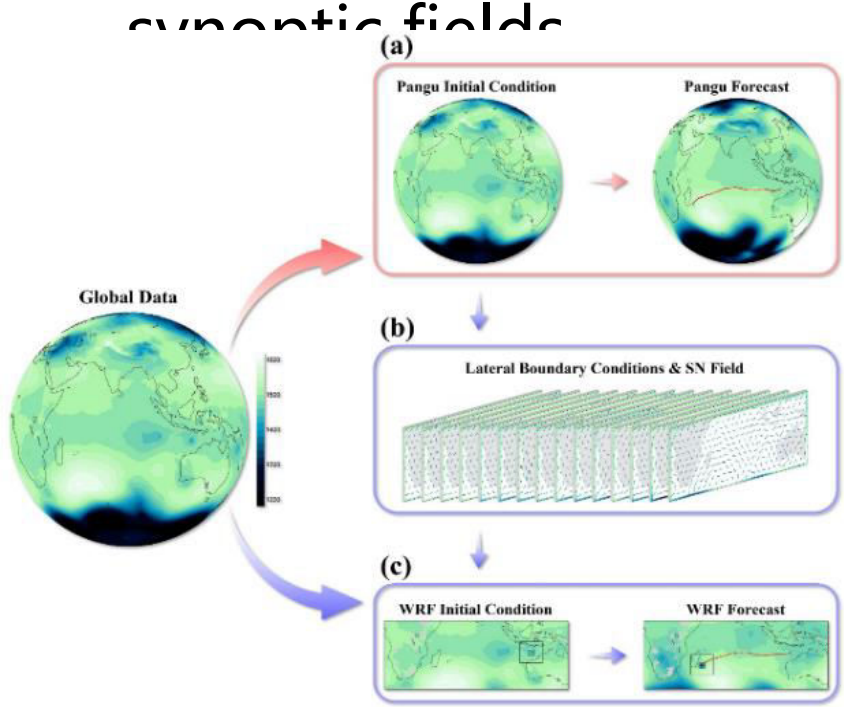 synoptic fields
(a)
Pangu Initial Condition
Pangu Forecast
Global Data
(b)
Lateral Boundary Conditions & SN Field
(c)
WRF Initial Condition
WRF Forecast